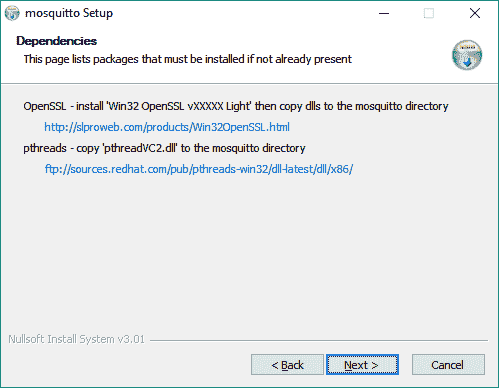 mosquitto Setup
Dependencies
This page lists packages that must be installed if not already present
OpenSSL - install 'Win32 OpenSSL vXXXXX Light' then copy dlls to the mosquitto directory
http://slproweb.com/products/Win32OpenSSL.html
pthreads - copy 'pthreadVC2.dll' to the mosquitto directory
ftp://sources.redhat.com/pub/pthreads-win32/dll-latest/dll/x86/
Nullsoft Install System v3.01
< Back
Next >
Cancel